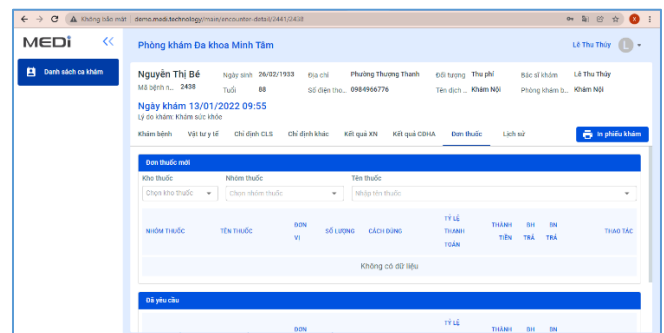 Không bảo mật | demo.medi.technology/main/encounter-detail/2441/2438
MEDi
Phòng khám Đa khoa Minh Tâm
Lê Thu Thủy L
Danh sách ca khám
Nguyễn Thị Bé Ngày sinh 26/02/1933 Địa chỉ Phường Thượng Thanh Đối tượng Thu phí Bác sĩ khám Lê Thu Thủy
Mã bệnh n... 2438 Tuổi 88 Số điện tho... 0984966776 Tên dịch ... Khám Nội Phòng khám b... Khám Nội
Ngày khám 13/01/2022 09:55
Lý do khám: Khám sức khỏe
Khám bệnh Vật tư y tế Chỉ định CLS Chỉ định khác Kết quả XN Kết quả CĐHA Đơn thuốc Lịch sử In phiếu khám
Đơn thuốc mới
Kho thuốc Nhóm thuốc Tên thuốc
Chọn kho thuốc Chọn nhóm thuốc Nhập tên thuốc
NHÓM THUỐC TÊN THUỐC ĐƠN VỊ SỐ LƯỢNG CÁCH DÙNG TỶ LỆ THANH TOÁN THÀNH TIỀN BH TRẢ BN TRẢ THAO TÁC
Không có dữ liệu
Đã yêu cầu
ĐƠN TỶ LỆ THÀNH BH BN